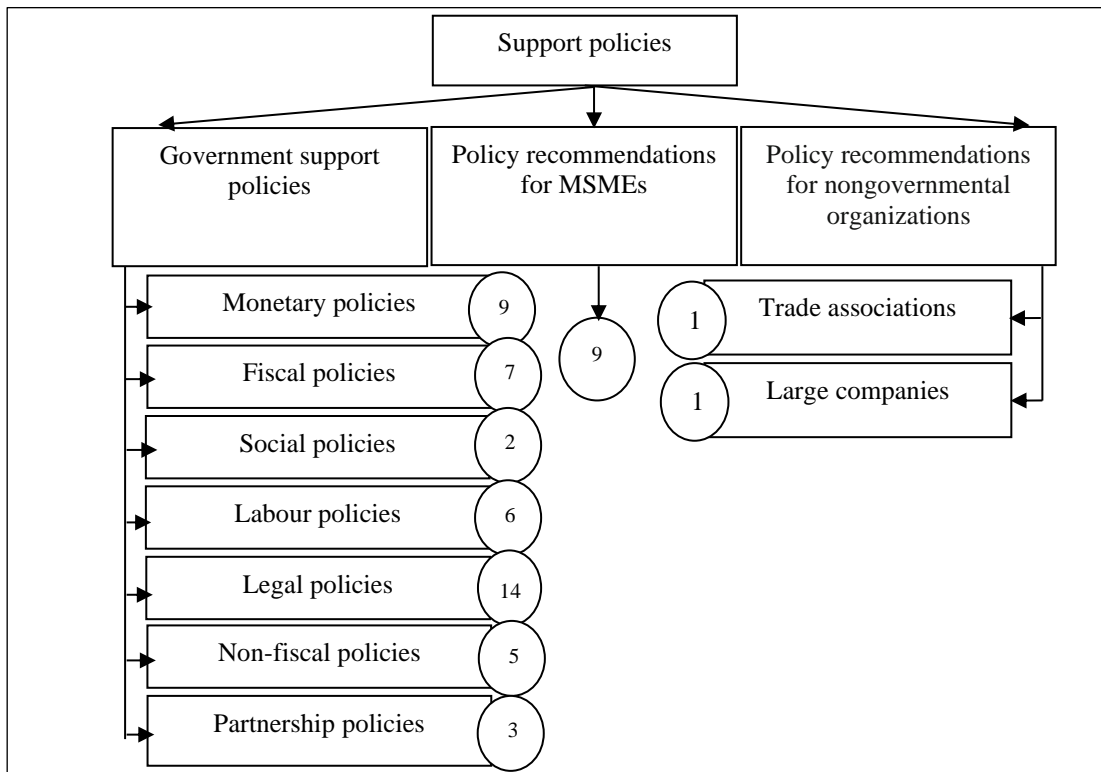 Support policies
Government support
policies
Policy recommendations
for MSMEs
Policy recommendations
for nongovernmental
organizations
Monetary policies
9
Fiscal policies
7
Social policies
2
Labour policies
6
Legal policies
14
Non-fiscal policies
5
Partnership policies
3
9
1
Trade associations
1
Large companies